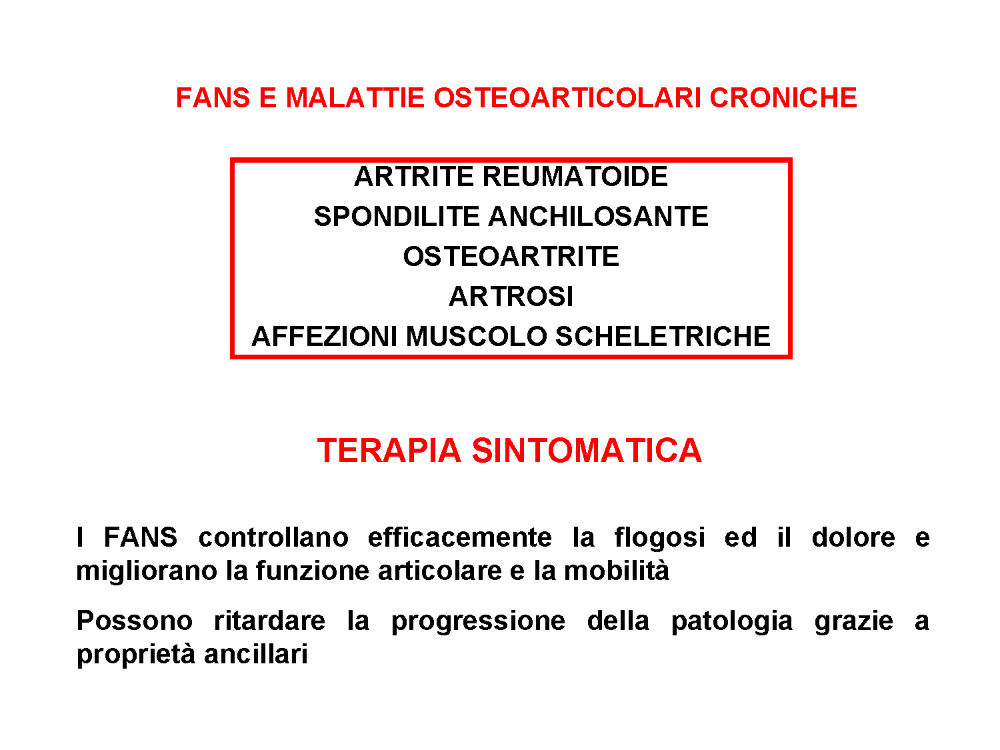 FANS E MALATTIE OSTEOARTICOLARI CRONICHE
ARTRITE REUMATOIDE
SPONDILITE ANCHILOSANTE
OSTEOARTRITE
ARTROSI
AFFEZIONI MUSCOLO SCHELETRICHE
TERAPIA SINTOMATICA
I FANS controllano efficacemente la flogosi ed il dolore e
migliorano la funzione articolare e la mobilità
Possono ritardare la progressione della patologia grazie a
proprietà ancillari